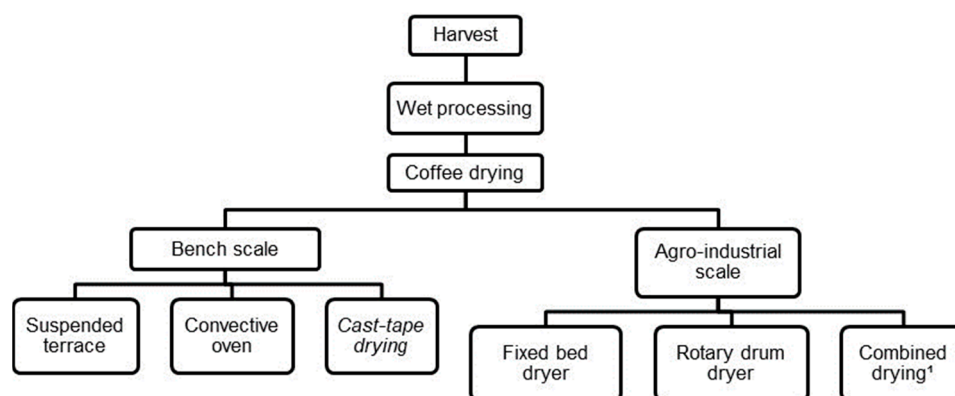 Harvest
Wet processing
Coffee drying
Bench scale
Agro-industrial
scale
Suspended
terrace
Convective
oven
Cast-tape
drying
Fixed bed
dryer
Rotary drum
dryer
Combined
drying¹